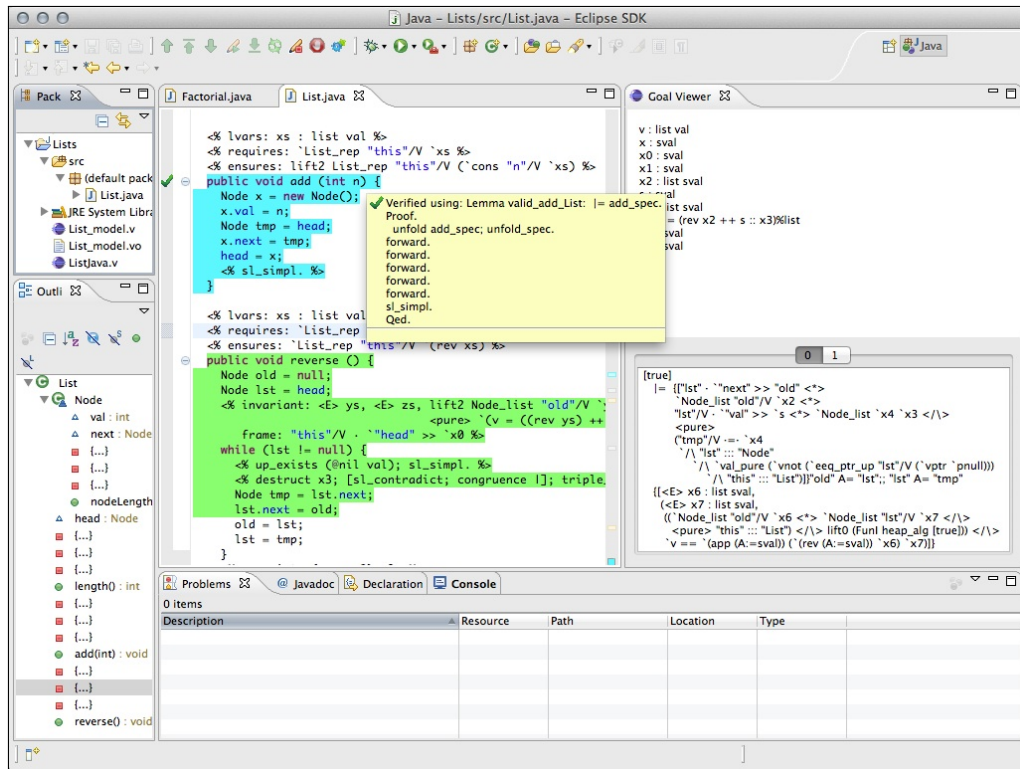 Java – Lists/src/List.java – Eclipse SDK
Java
Pack
Lists
src
(default pack
List.java
JRE System Libra
List_model.v
List_model.vo
ListJava.v
Outli
List
Node
val : int
next : Node
{...}
{...}
{...}
nodeLength
head : Node
{...}
{...}
{...}
length() : int
{...}
{...}
{...}
add(int) : void
{...}
{...}
{...}
reverse() : void
Factorial.java
List.java
<% lvars: xs : list val %>
<% requires: `List_rep "this"/V `xs %>
<% ensures: lift2 List_rep "this"/V (`cons "n"/V `xs) %>
public void add (int n) {
Node x = new Node();
x.val = n;
Node tmp = head;
x.next = tmp;
head = x;
<% sl_simpl. %>
}
Verified using: Lemma valid_add_List: |= add_spec.
Proof.
unfold add_spec; unfold_spec.
forward.
forward.
forward.
forward.
forward.
sl_simpl.
Qed.
<% lvars: xs : list val
<% requires: `List_rep
<% ensures: `List_rep "this"/V (rev xs) %>
public void reverse () {
Node old = null;
Node lst = head;
<% invariant: <E> ys, <E> zs, lift2 Node_list "old"/V `
<pure> `(v = ((rev ys) ++
frame: "this"/V · `"head" >> `x0 %>
while (lst != null) {
<% up_exists (@nil val); sl_simpl. %>
<% destruct x3; [sl_contradict; congruence |]; triple_
Node tmp = lst.next;
lst.next = old;
old = lst;
lst = tmp;
}
Goal Viewer
v : list val
x : sval
x0 : sval
x1 : sval
x2 : list sval
list sval
= (rev x2 ++ s :: x3)%list
sval
sval
0 1
[true]
|= {["lst" · `"next" >> "old" <*>
`Node_list "old"/V `x2 <*>
"lst"/V · `"val" >> `s <*> `Node_list `x4 `x3 </\>
<pure>
("tmp"/V ·=· `x4
`/\ "lst" ::: "Node"
`/\ `val_pure (`vnot (`eeq_ptr_up "lst"/V (`vptr `pnull)))
`/\ "this" ::: "List")]}"old" A= "lst";; "lst" A= "tmp"
{[<E> x6 : list sval,
(<E> x7 : list sval,
((`Node_list "old"/V `x6 <*> `Node_list "lst"/V `x7 </\>
<pure> "this" ::: "List") </\> lift0 (FunI heap_alg [true])) </\>
`v == `(app (A:=sval)) (`(rev (A:=sval)) `x6) `x7)]}
Problems
@ Javadoc
Declaration
Console
0 items
Description Resource Path Location Type